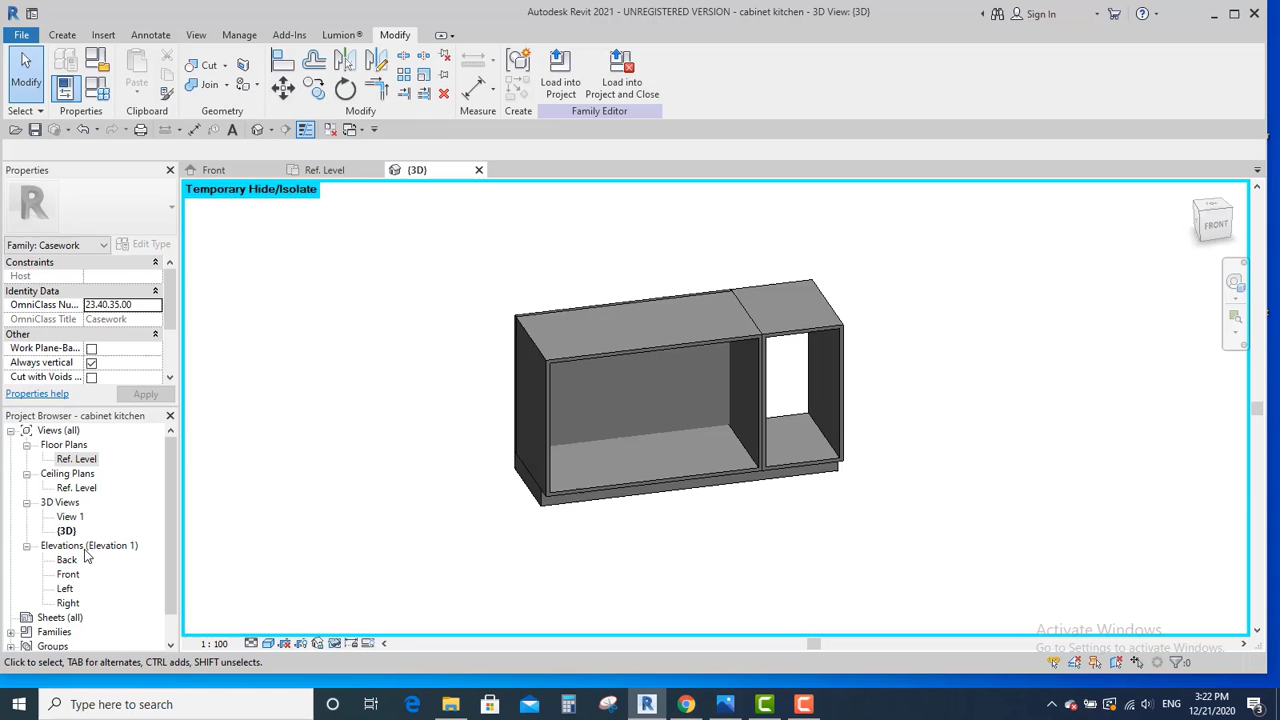 Autodesk Revit 2021 - UNREGISTERED VERSION - cabinet kitchen - 3D View: {3D}
Sign In
File Create Insert Annotate View Manage Add-Ins Lumion® Modify
Modify
Paste
Cut
Join
Load into Project
Load into Project and Close
Select Properties Clipboard Geometry Modify Measure Create Family Editor
Properties
Front
Ref. Level
{3D}
Temporary Hide/Isolate
TOP
FRONT
Family: Casework
Edit Type
Constraints
Host
Identity Data
OmniClass Nu... 23.40.35.00
OmniClass Title Casework
Other
Work Plane-Ba...
Always vertical
Cut with Voids ...
Properties help
Apply
Project Browser - cabinet kitchen
Views (all)
Floor Plans
Ref. Level
Ceiling Plans
Ref. Level
3D Views
View 1
{3D}
Elevations (Elevation 1)
Back
Front
Left
Right
Sheets (all)
Families
Groups
1 : 100
Activate Windows
Go to Settings to activate Windows.
Click to select, TAB for alternates, CTRL adds, SHIFT unselects.
:0
Type here to search
3:22 PM
12/21/2020
3